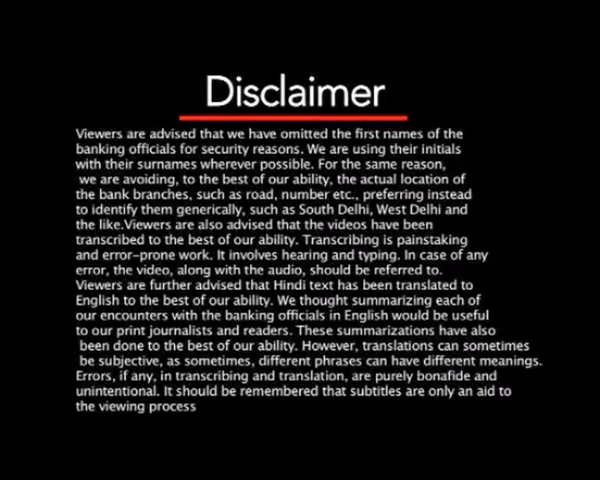 Disclaimer
Viewers are advised that we have omitted the first names of the
banking officials for security reasons. We are using their initials
with their surnames wherever possible. For the same reason,
we are avoiding, to the best of our ability, the actual location of
the bank branches, such as road, number etc., preferring instead
to identify them generically, such as South Delhi, West Delhi and
the like.Viewers are also advised that the videos have been
transcribed to the best of our ability. Transcribing is painstaking
and error-prone work. It involves hearing and typing. In case of any
error, the video, along with the audio, should be referred to.
Viewers are further advised that Hindi text has been translated to
English to the best of our ability. We thought summarizing each of
our encounters with the banking officials in English would be useful
to our print journalists and readers. These summarizations have also
been done to the best of our ability. However, translations can sometimes
be subjective, as sometimes, different phrases can have different meanings.
Errors, if any, in transcribing and translation, are purely bonafide and
unintentional. It should be remembered that subtitles are only an aid to
the viewing process